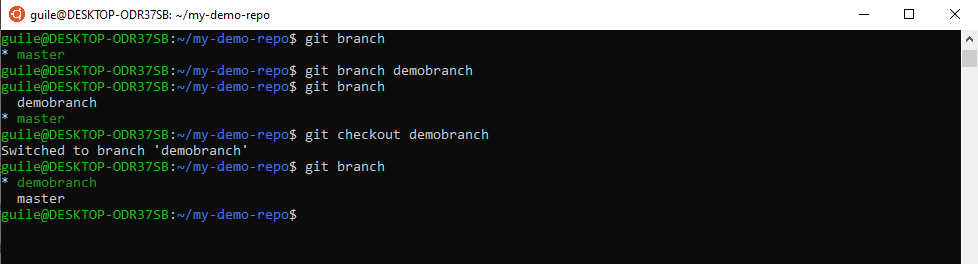 guile@DESKTOP-ODR37SB: ~/my-demo-repo
guile@DESKTOP-ODR37SB:~/my-demo-repo$ git branch
* master
guile@DESKTOP-ODR37SB:~/my-demo-repo$ git branch demobranch
guile@DESKTOP-ODR37SB:~/my-demo-repo$ git branch
  demobranch
* master
guile@DESKTOP-ODR37SB:~/my-demo-repo$ git checkout demobranch
Switched to branch 'demobranch'
guile@DESKTOP-ODR37SB:~/my-demo-repo$ git branch
* demobranch
  master
guile@DESKTOP-ODR37SB:~/my-demo-repo$